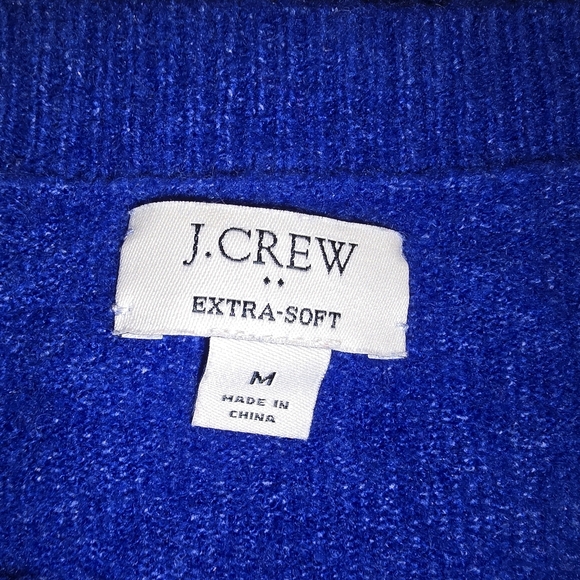 J.CREW
EXTRA-SOFT
M
MADE IN
CHINA